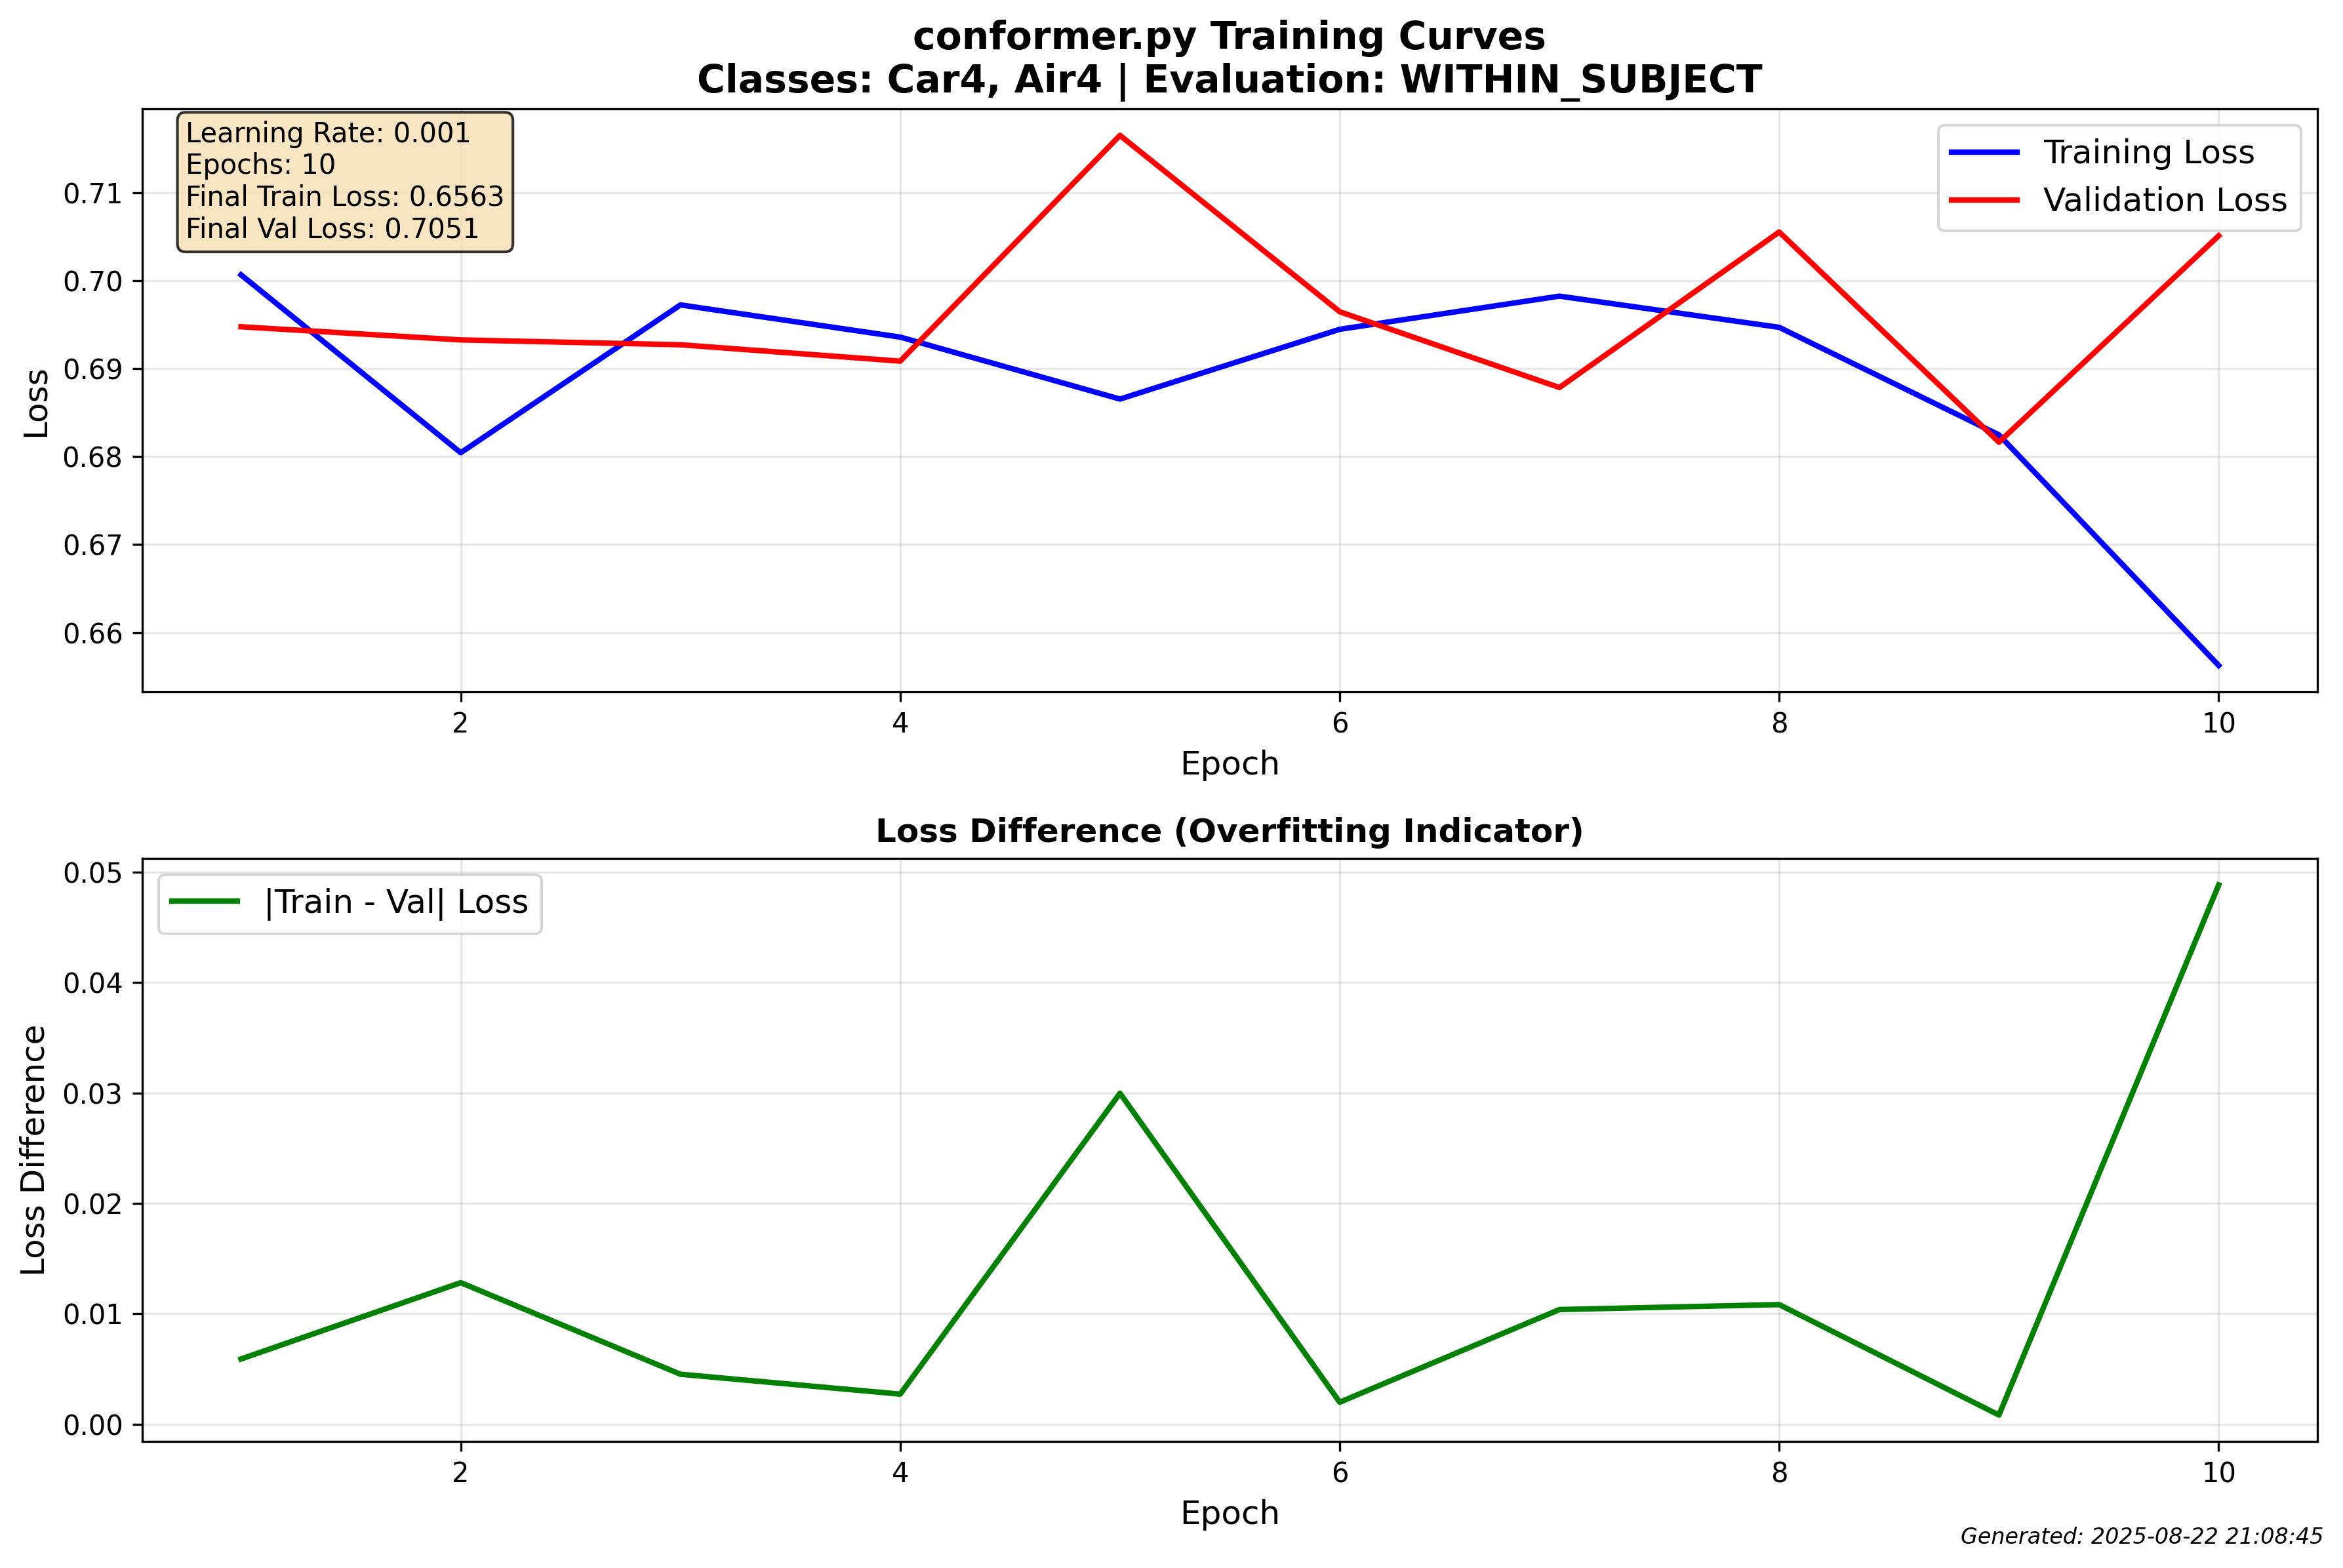 conformer.py Training Curves
Classes: Car4, Air4 | Evaluation: WITHIN_SUBJECT
Learning Rate: 0.001
Epochs: 10
Final Train Loss: 0.6563
Final Val Loss: 0.7051
Training Loss
Validation Loss
0.71
0.70
0.69
0.68
0.67
0.66
Loss
2 4 6 8 10
Epoch
Loss Difference (Overfitting Indicator)
|Train - Val| Loss
0.05
0.04
0.03
0.02
0.01
0.00
Loss Difference
2 4 6 8 10
Epoch
Generated: 2025-08-22 21:08:45